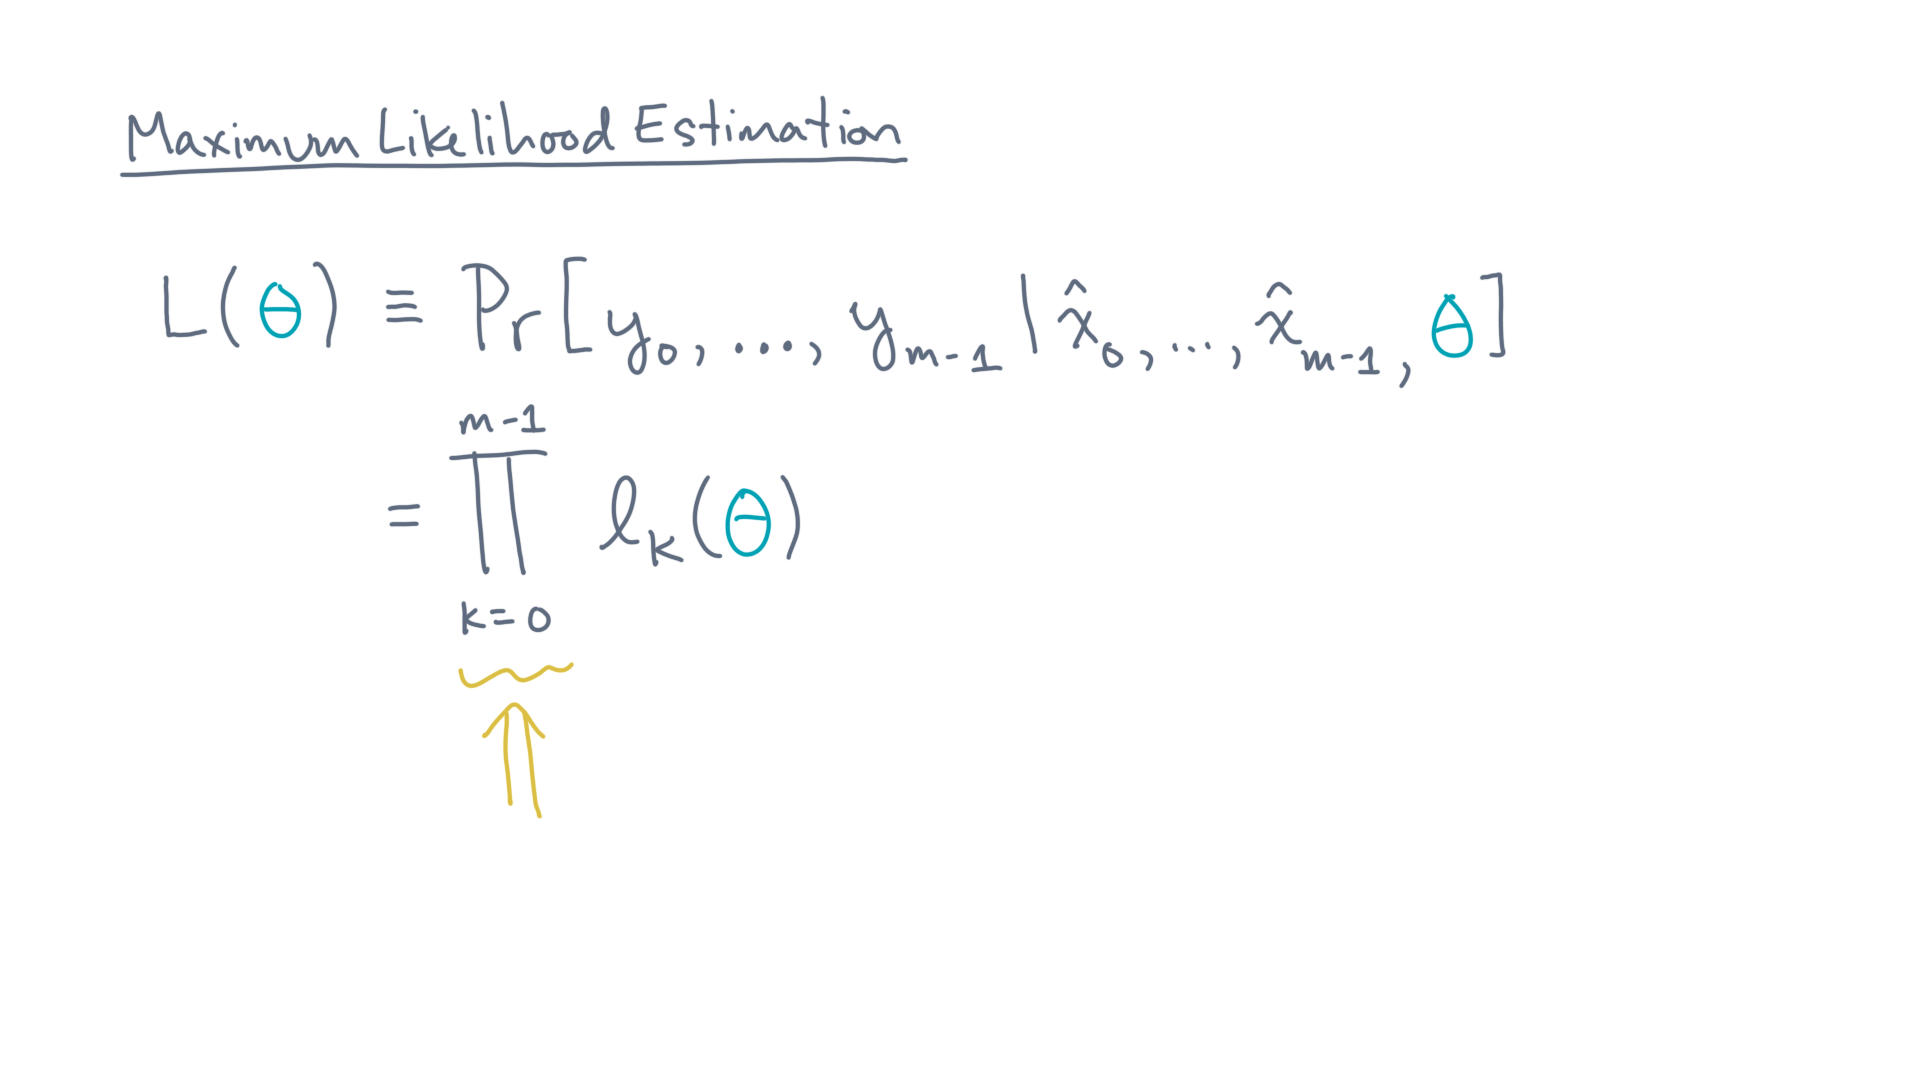 Maximum Likelihood Estimation
L(θ) ≡ Pr[y₀, ..., yₘ₋₁ | x̂₀, ..., x̂ₘ₋₁, θ]
m-1
= ∏ ℓₖ(θ)
k=0